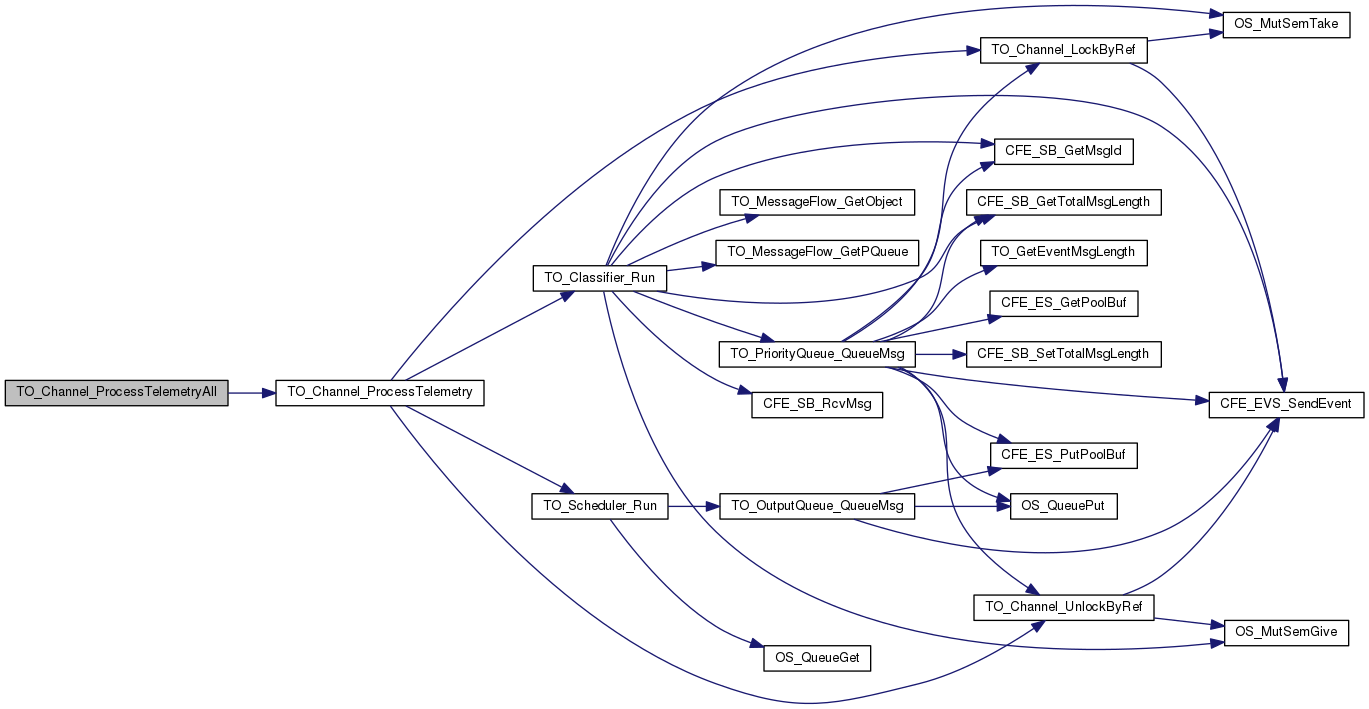 OS_MutSemTake
TO_Channel_LockByRef
CFE_SB_GetMsgId
TO_MessageFlow_GetObject
CFE_SB_GetTotalMsgLength
TO_MessageFlow_GetPQueue
TO_GetEventMsgLength
TO_Classifier_Run
CFE_ES_GetPoolBuf
TO_PriorityQueue_QueueMsg
CFE_SB_SetTotalMsgLength
TO_Channel_ProcessTelemetryAll
TO_Channel_ProcessTelemetry
CFE_SB_RcvMsg
CFE_EVS_SendEvent
CFE_ES_PutPoolBuf
TO_Scheduler_Run
TO_OutputQueue_QueueMsg
OS_QueuePut
TO_Channel_UnlockByRef
OS_MutSemGive
OS_QueueGet